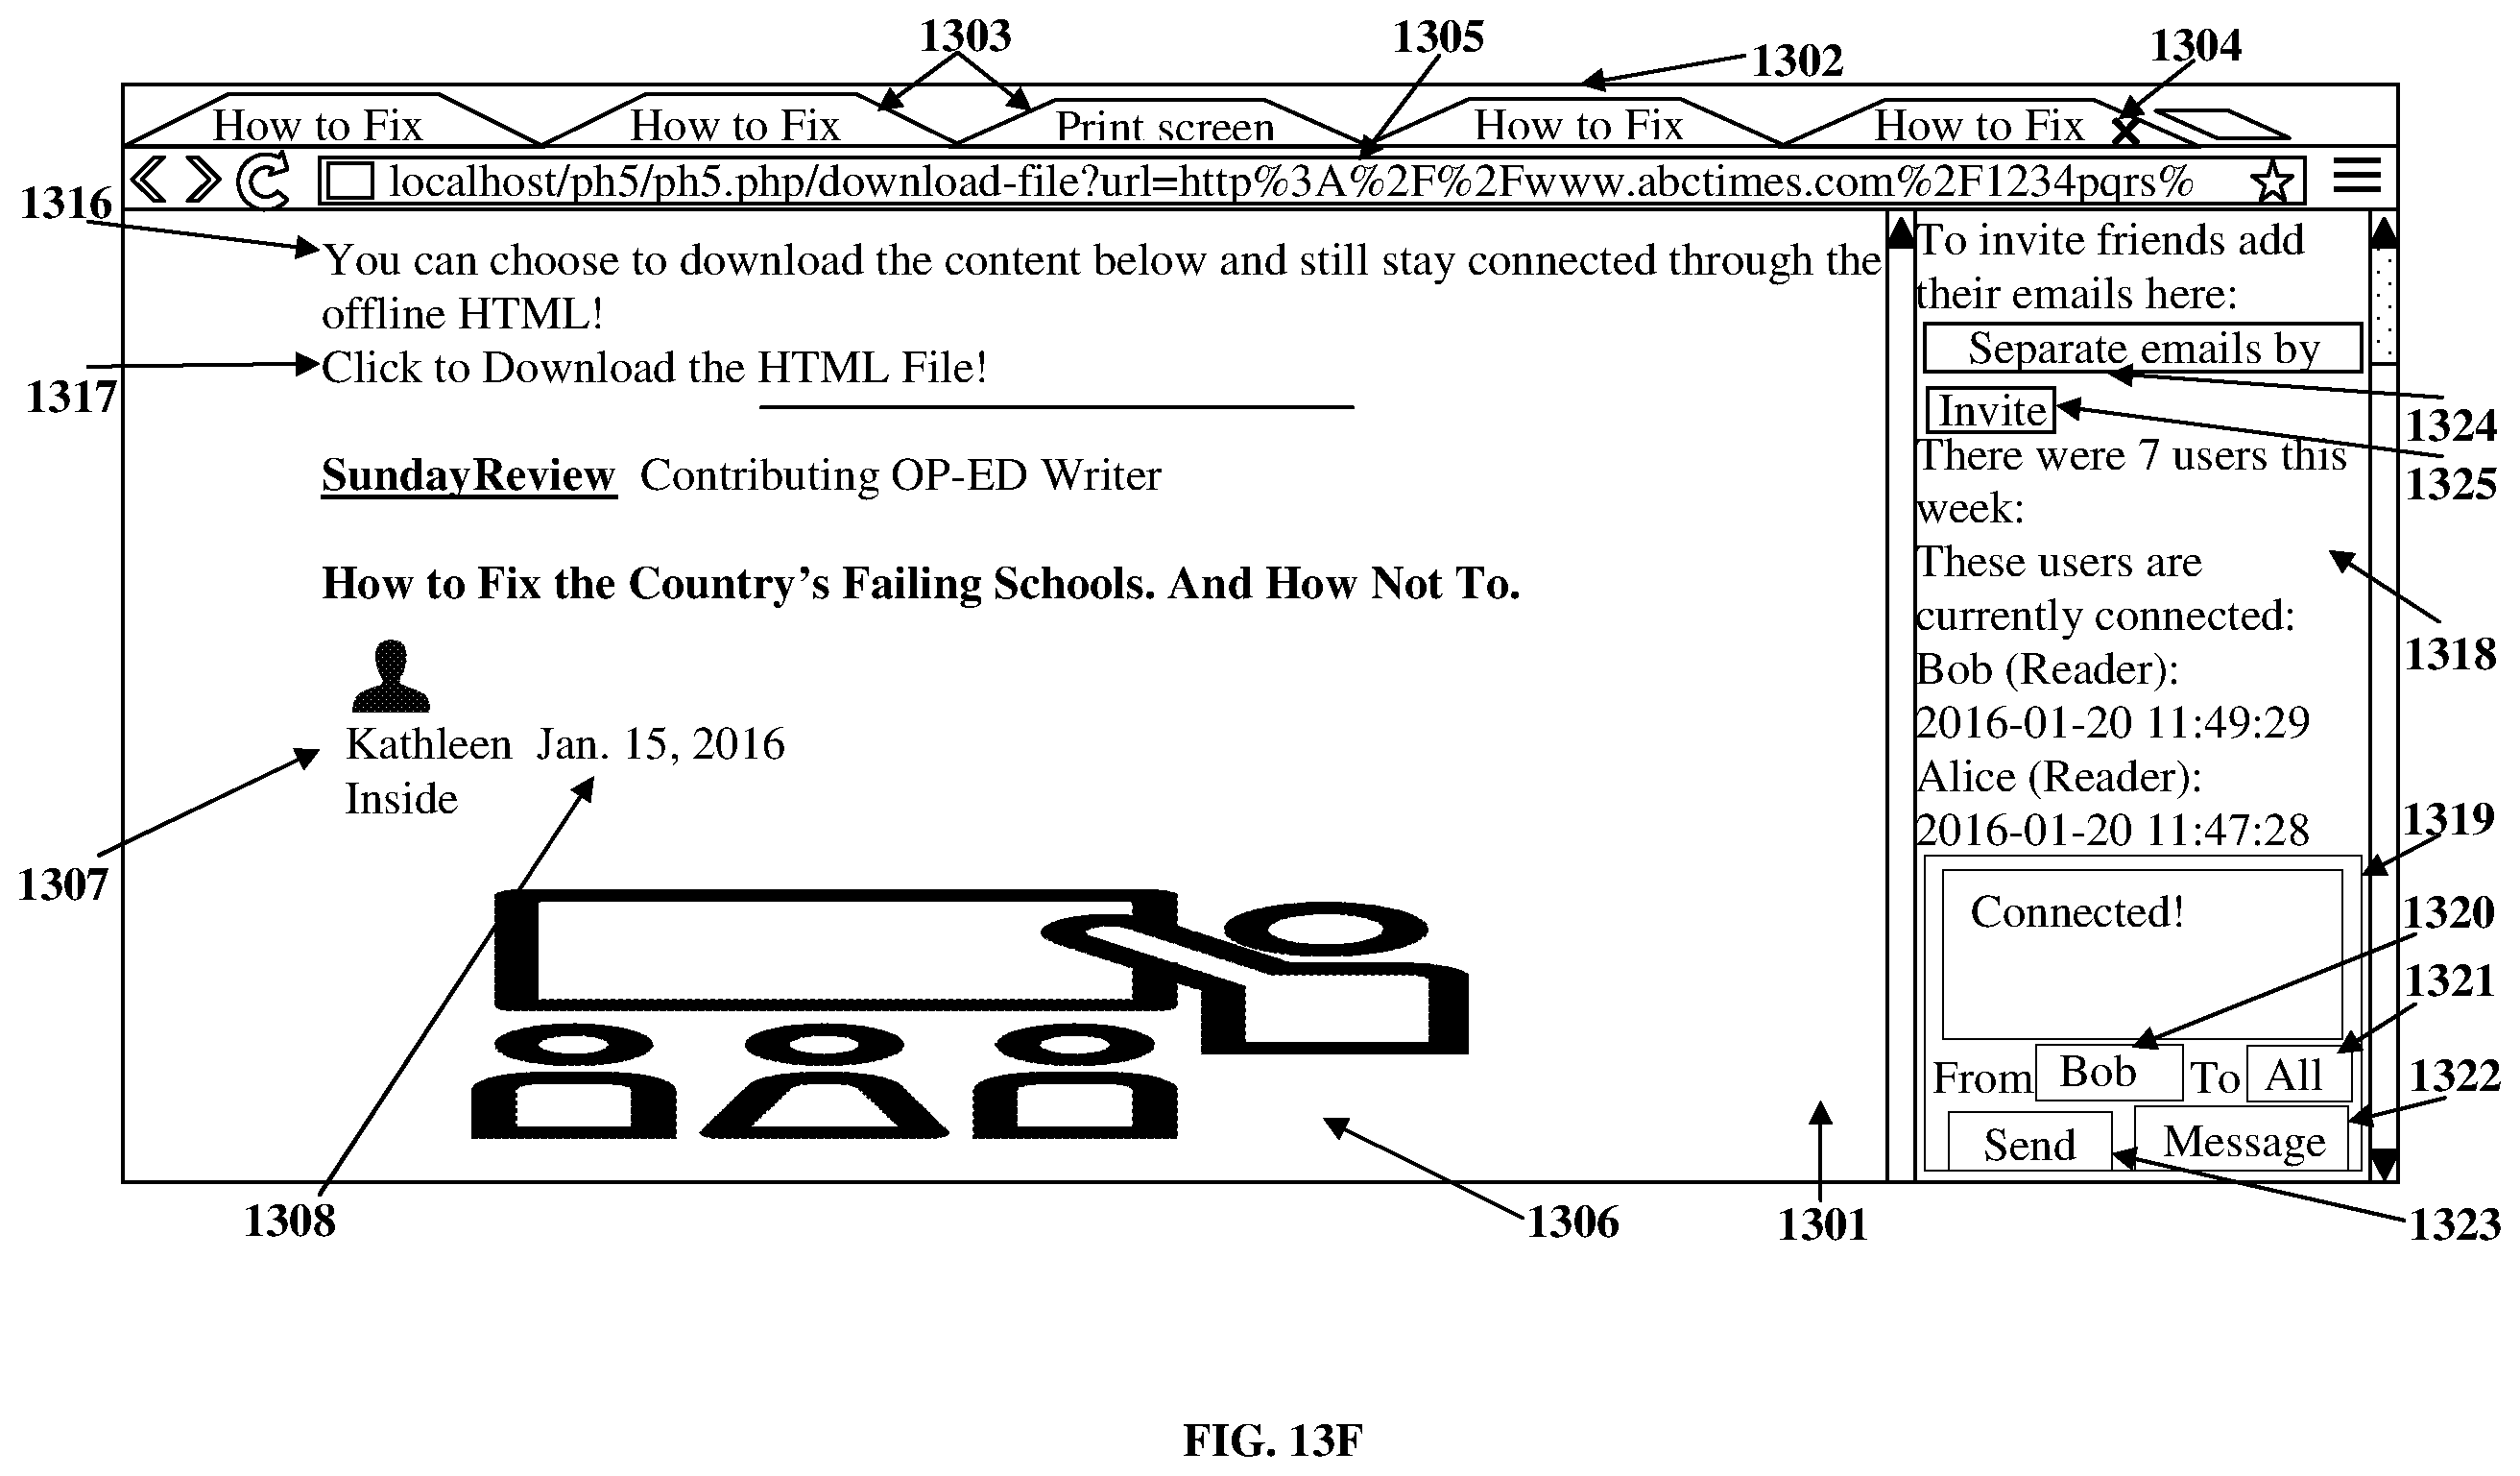 1303
1305
1302
1304
How to Fix
How to Fix
Print screen
How to Fix
How to Fix
localhost/ph5/ph5.php/download-file?url=http%3A%2F%2Fwww.abctimes.com%2F1234pqrs%
1316
You can choose to download the content below and still stay connected through the
offline HTML!
1317
Click to Download the HTML File!
SundayReview Contributing OP-ED Writer
How to Fix the Country’s Failing Schools. And How Not To.
Kathleen Jan. 15, 2016
Inside
1307
1308
1306
1301
To invite friends add
their emails here:
Separate emails by
Invite
1324
1325
There were 7 users this
week:
These users are
currently connected:
1318
Bob (Reader):
2016-01-20 11:49:29
Alice (Reader):
2016-01-20 11:47:28
1319
Connected!
1320
1321
From Bob To All
1322
Send Message
1323
FIG. 13F